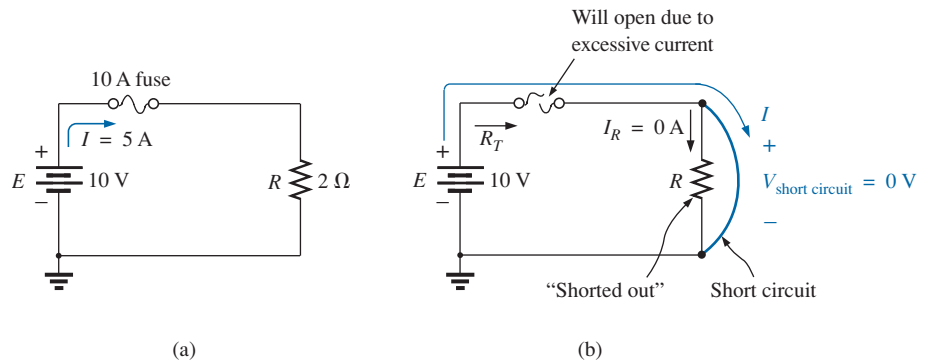 10 A fuse
I = 5 A
+
E
10 V
−
R
2 Ω
(a)
Will open due to
excessive current
I
R_T
I_R = 0 A
+
+
E
10 V
R
V_short circuit = 0 V
−
−
“Shorted out”
Short circuit
(b)